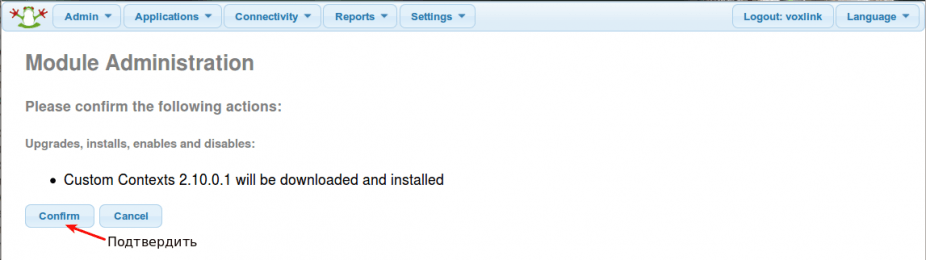 Admin Applications Connectivity Reports Settings Logout: voxlink Language
Module Administration
Please confirm the following actions:
Upgrades, installs, enables and disables:
• Custom Contexts 2.10.0.1 will be downloaded and installed
Confirm Cancel
Подтвердить